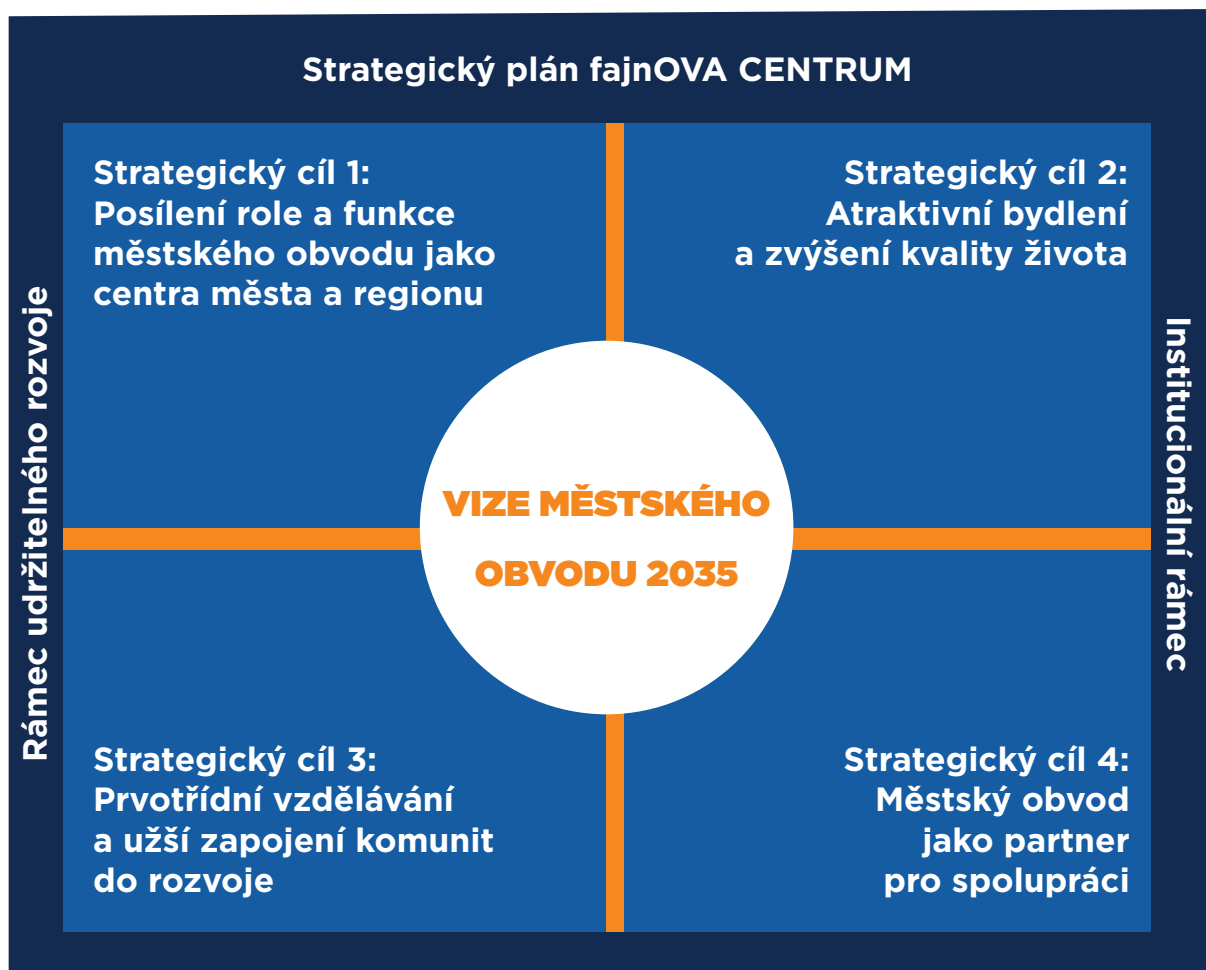 Strategický plán fajnOVA CENTRUM
Strategický cíl 1:
Posílení role a funkce
městského obvodu jako
centra města a regionu
Strategický cíl 2:
Atraktivní bydlení
a zvýšení kvality života
Rámec udržitelného rozvoje
VIZE MĚSTSKÉHO
OBVODU 2035
Institucionální rámec
Strategický cíl 3:
Prvotřídní vzdělávání
a užší zapojení komunit
do rozvoje
Strategický cíl 4:
Městský obvod
jako partner
pro spolupráci